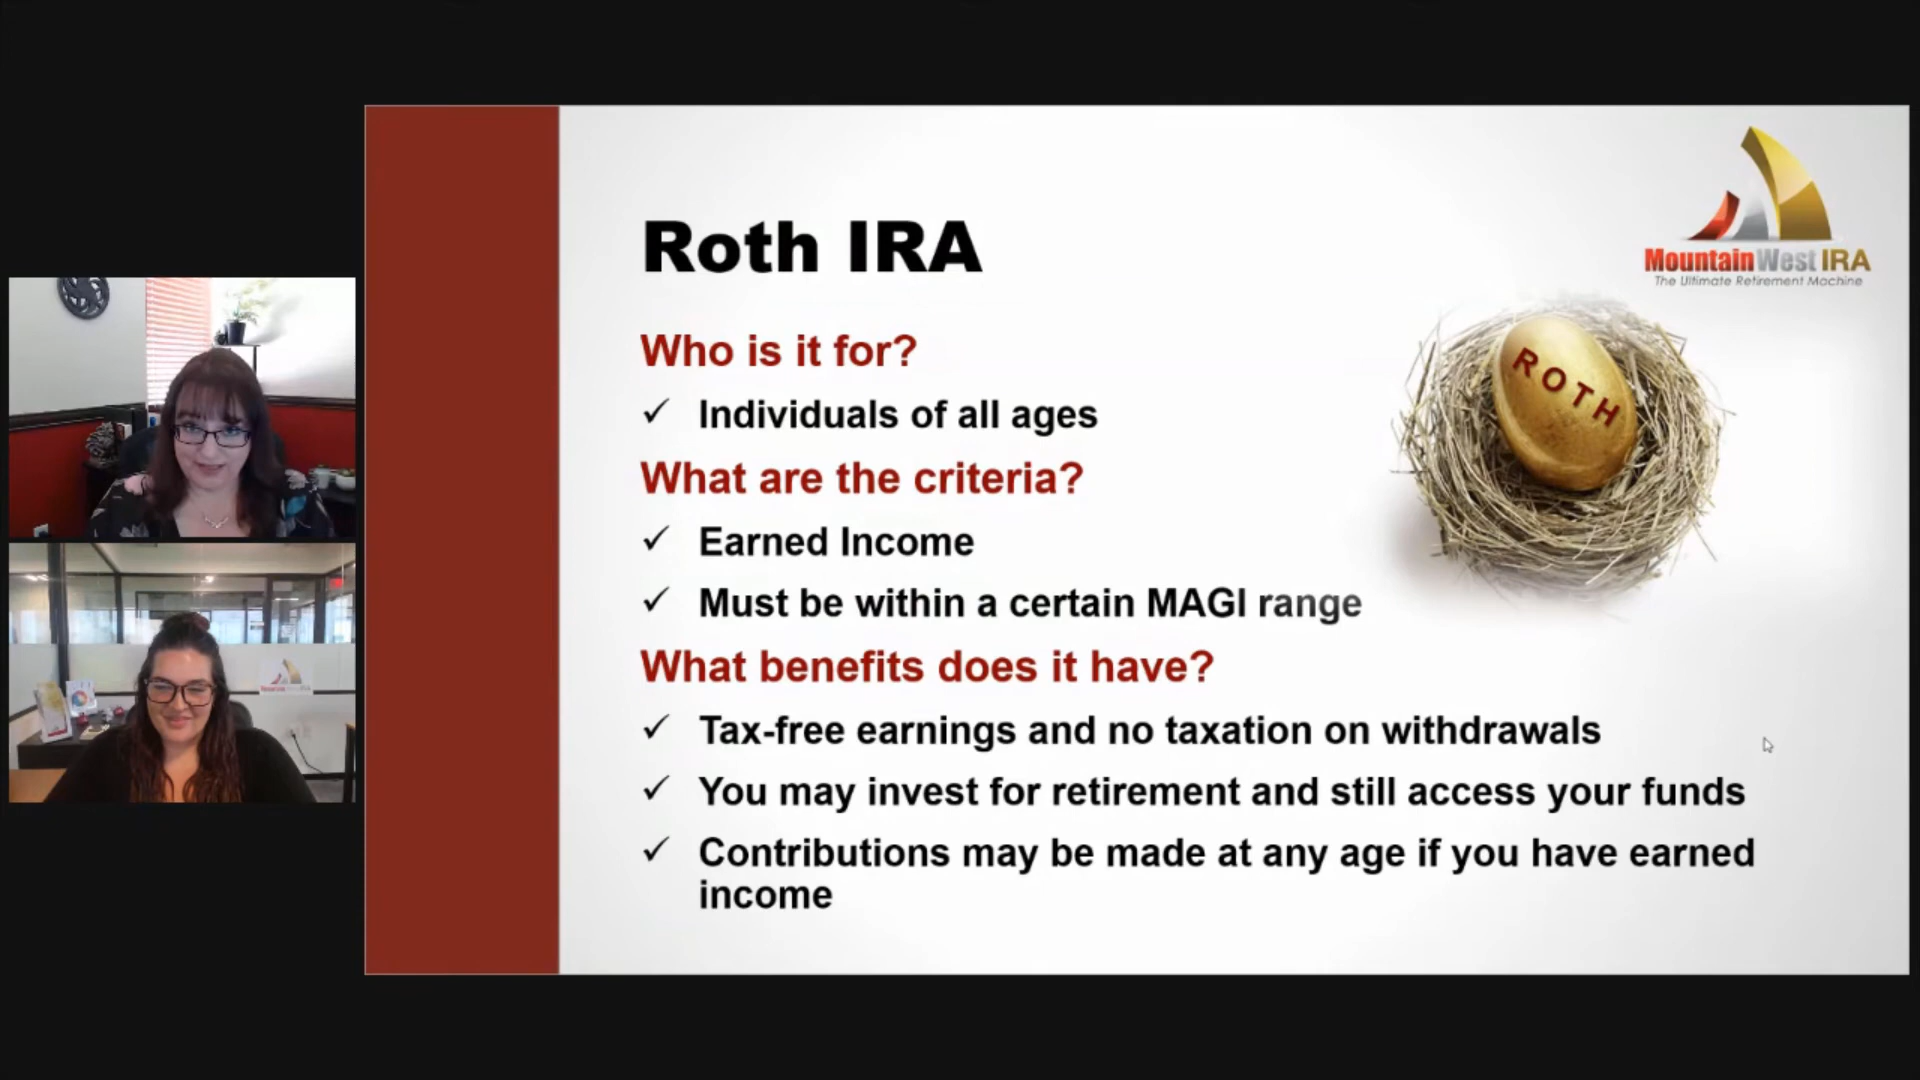 Roth IRA
MountainWest IRA
The Ultimate Retirement Machine
Who is it for?
✓ Individuals of all ages
What are the criteria?
✓ Earned Income
✓ Must be within a certain MAGI range
What benefits does it have?
✓ Tax-free earnings and no taxation on withdrawals
✓ You may invest for retirement and still access your funds
✓ Contributions may be made at any age if you have earned
income
ROTH